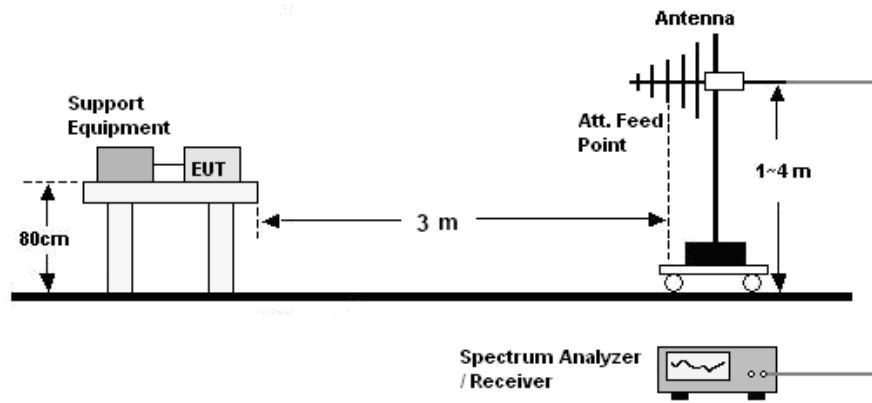 Antenna
Support
Equipment
EUT
Att. Feed
Point
1~4 m
3 m
80cm
Spectrum Analyzer
/ Receiver